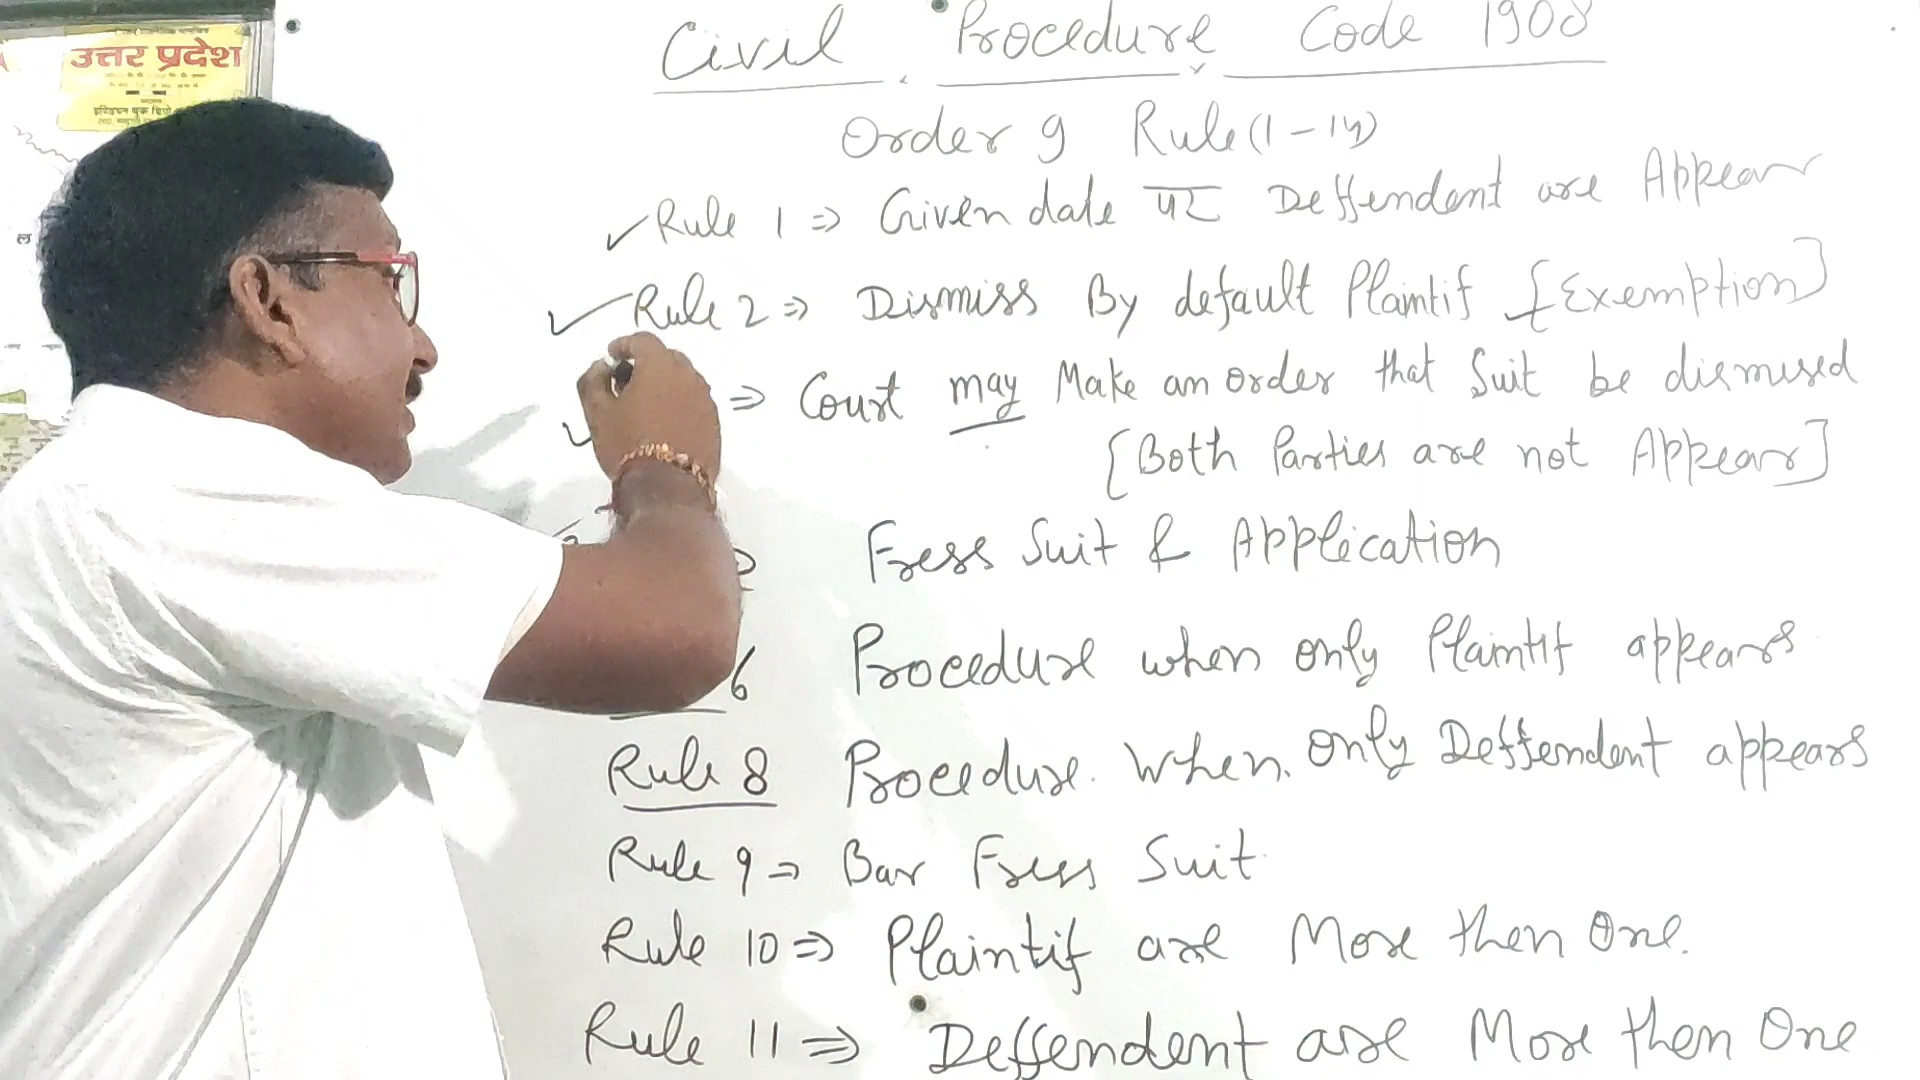 उत्तर प्रदेश
Civil Procedure Code 1908
Order 9 Rule (1-14)
Rule 1 ⇒ Given date पर Deffendent are Appear
Rule 2 ⇒ Dismiss By default Plaintif [Exemption]
⇒ Court may Make an order that Suit be dismissed
[Both Parties are not Appear]
Fress Suit & Application
6 Procedure when only Plaintif appears
Rule 8 Procedure When only Deffendent appears
Rule 9 ⇒ Bar Fress Suit
Rule 10 ⇒ Plaintif are More then One.
Rule 11 ⇒ Deffendent are More then One